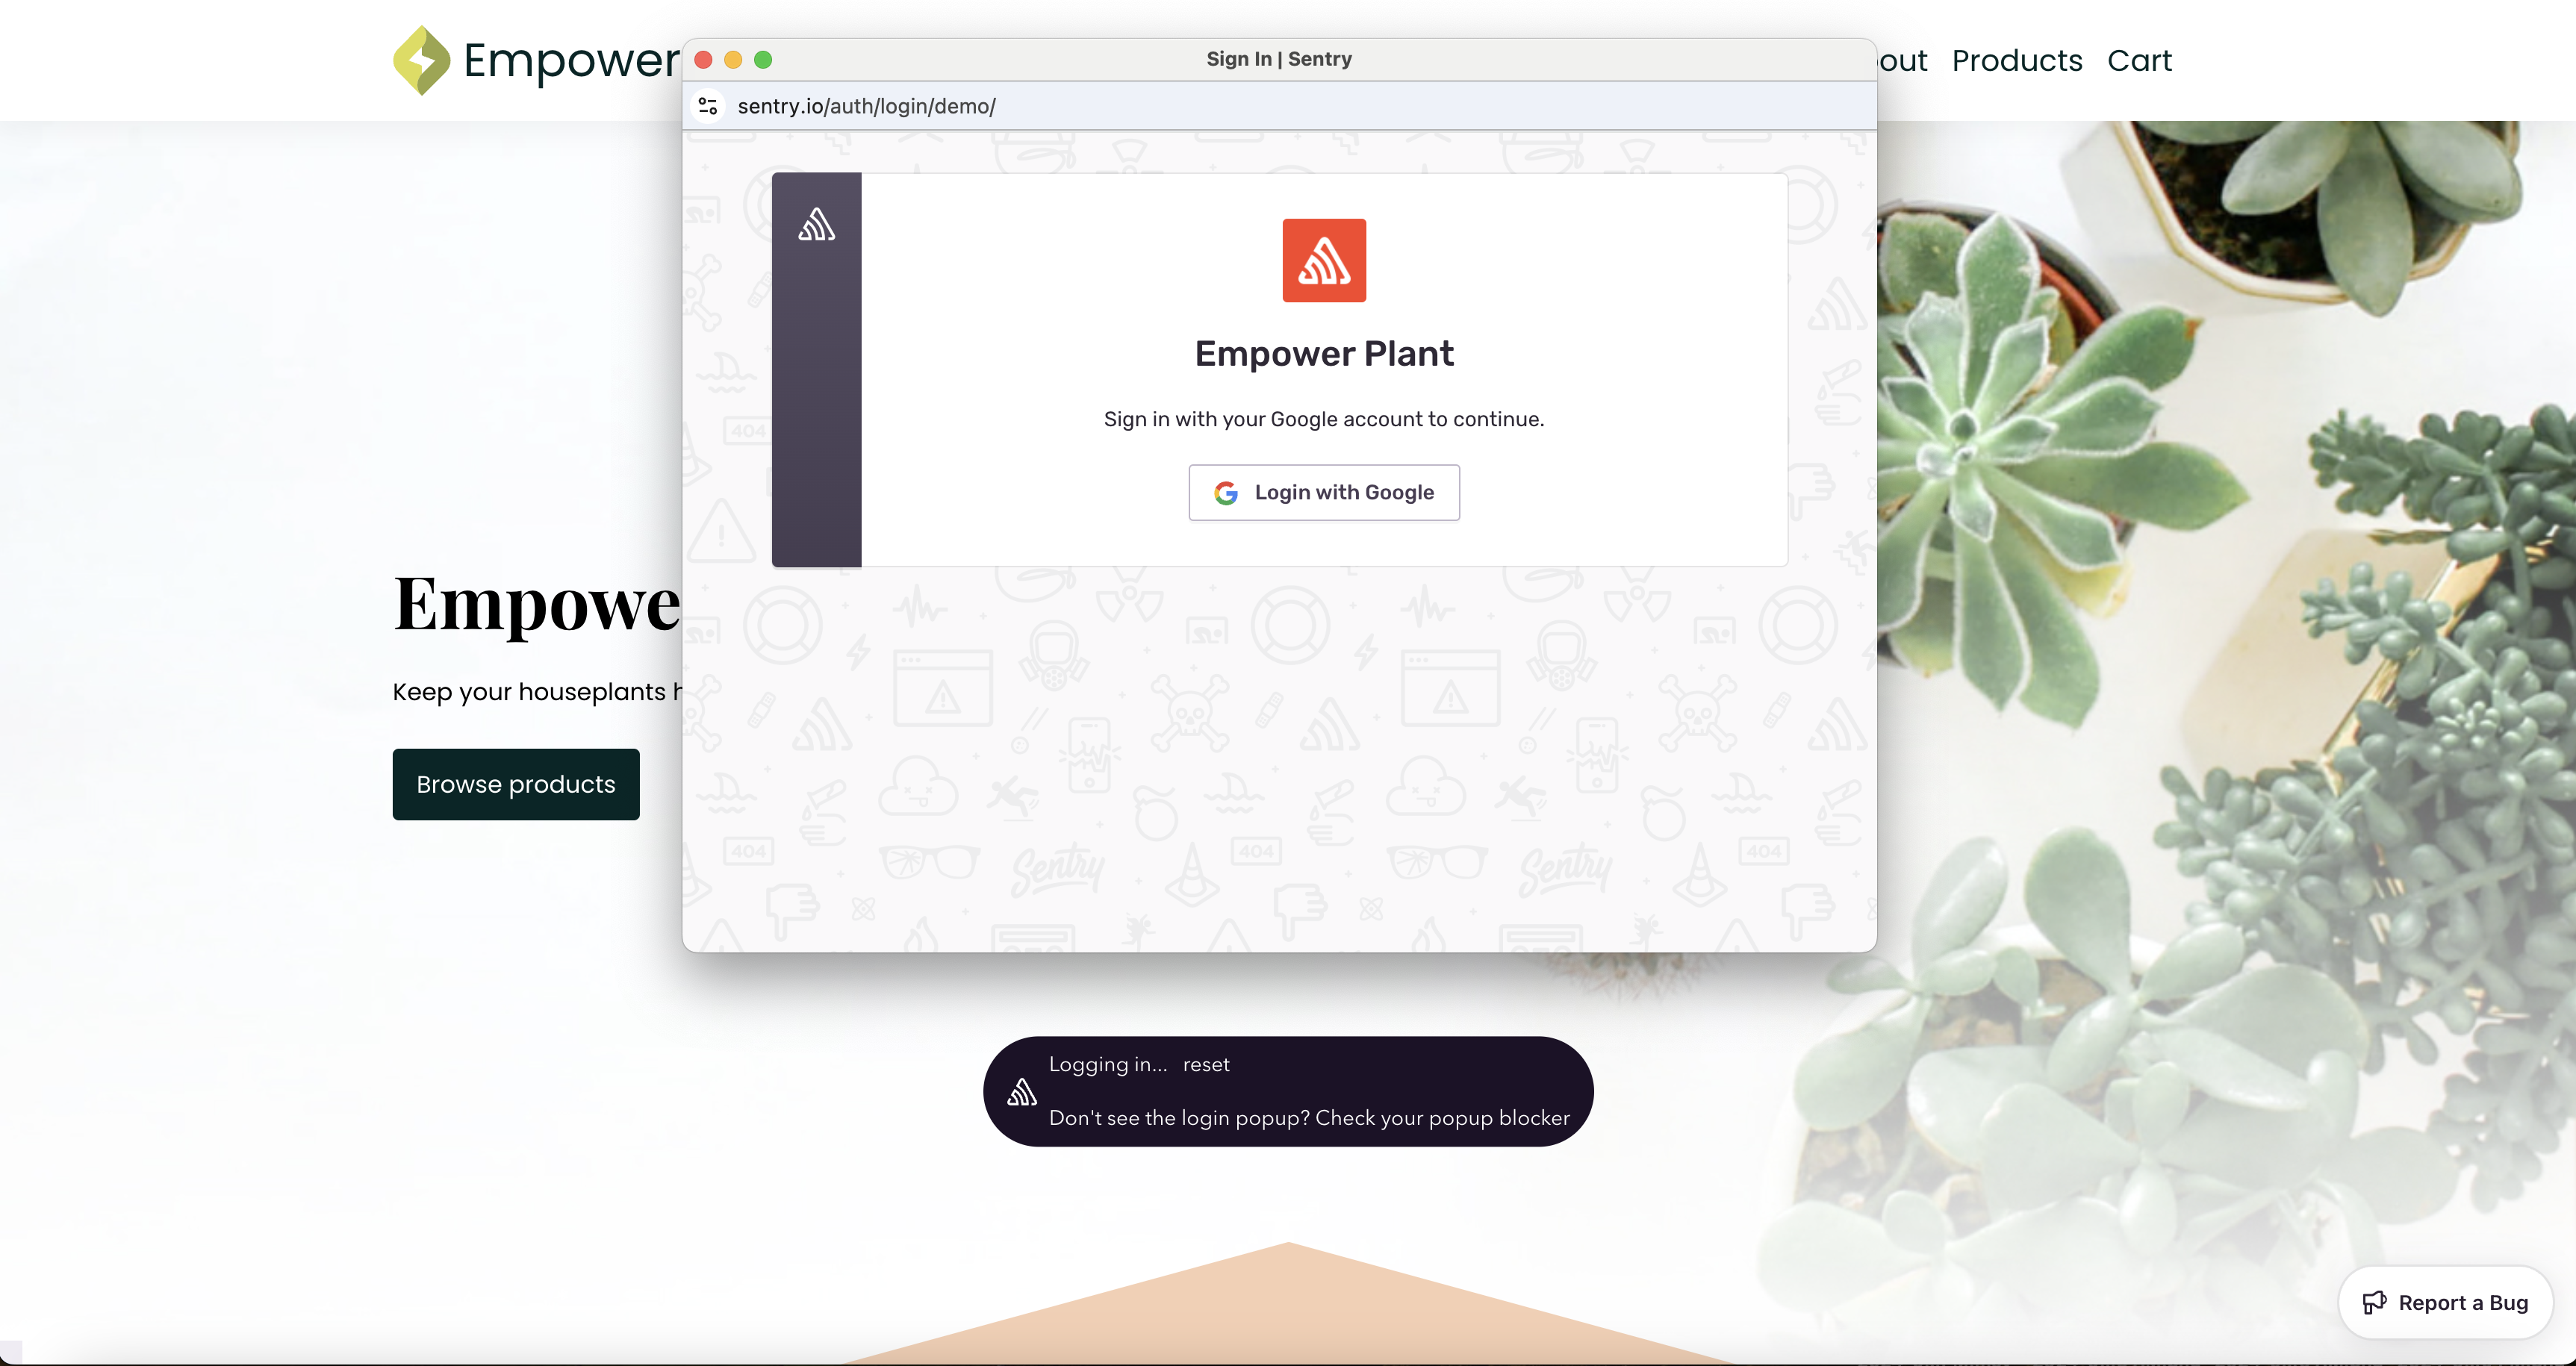 Empower
out Products Cart
Sign In | Sentry
sentry.io/auth/login/demo/
Empower Plant
Sign in with your Google account to continue.
Login with Google
Empowe
Keep your houseplants h
Browse products
404
404
404
404
Sentry
Sentry
Logging in... reset
Don't see the login popup? Check your popup blocker
Report a Bug